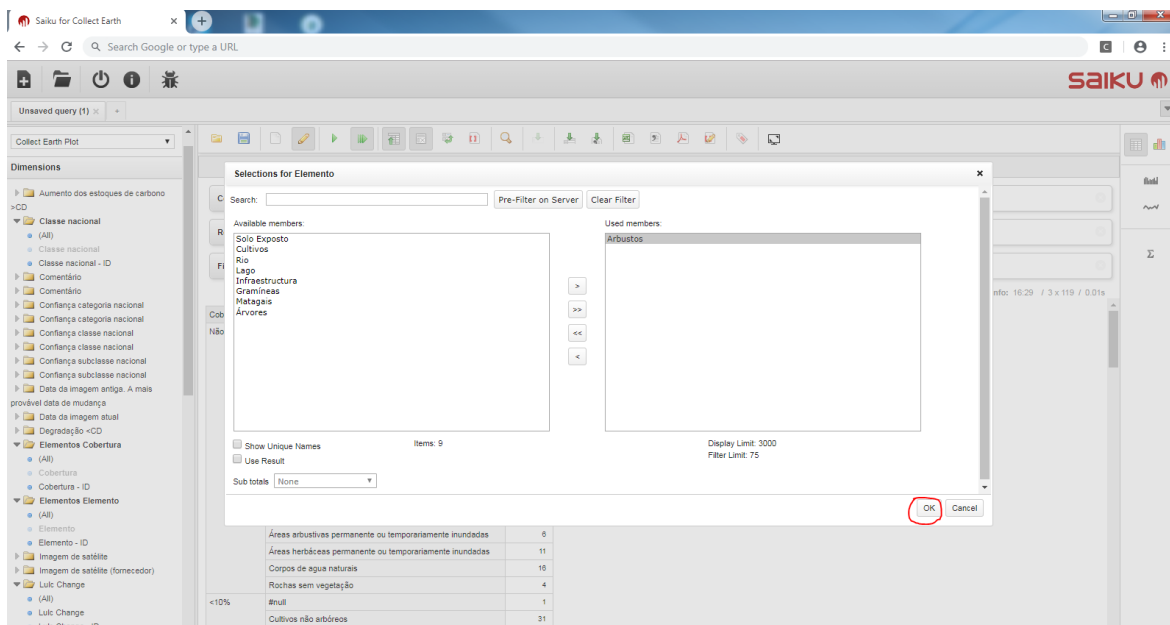 Saiku for Collect Earth
Search Google or type a URL
saiku
Unsaved query (1)
Collect Earth Plot
Dimensions
Aumento dos estoques de carbono
>CD
Classe nacional
(All)
Classe nacional
Classe nacional - ID
Comentário
Comentário
Confiança categoria nacional
Confiança categoria nacional
Confiança classe nacional
Confiança classe nacional
Confiança subclasse nacional
Confiança subclasse nacional
Data da imagem antiga. A mais
provável data de mudança
Data da imagem atual
Degradação <CD
Elementos Cobertura
(All)
Cobertura
Cobertura - ID
Elementos Elemento
(All)
Elemento
Elemento - ID
Imagem de satélite
Imagem de satélite (fornecedor)
Lulc Change
(All)
Lulc Change
Selections for Elemento
Search:
Pre-Filter on Server
Clear Filter
Available members:
Solo Exposto
Cultivos
Rio
Lago
Infraestructura
Gramíneas
Matagais
Árvores
>
>>
<<
<
Used members:
Arbustos
Show Unique Names
Use Result
Items: 9
Display Limit: 3000
Filter Limit: 75
Sub totals None
OK
Cancel
nfo: 16:29 / 3 x 119 / 0.01s
C
R
Fi
Cob
Não
Áreas arbustivas permanente ou temporariamente inundadas 6
Áreas herbáceas permanente ou temporariamente inundadas 11
Corpos de agua naturais 16
Rochas sem vegetação 4
<10% #null 1
Cultivos não arbóreos 31
Σ